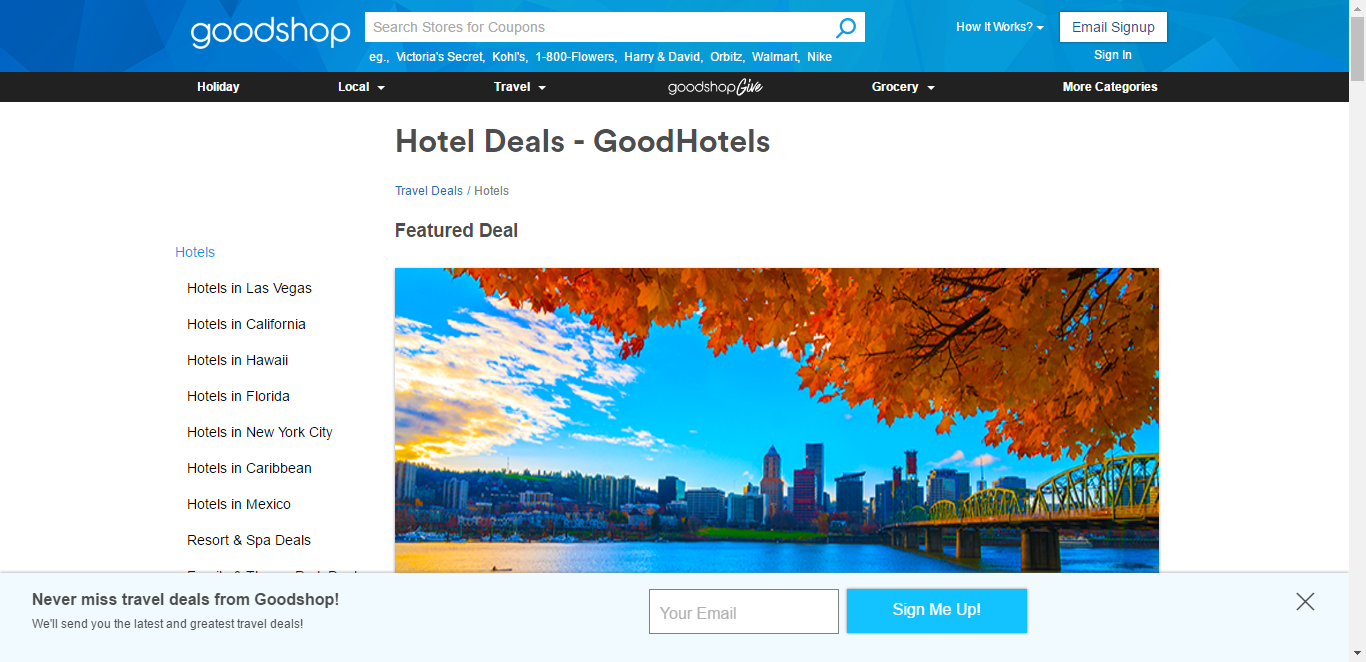 goodshop
Search Stores for Coupons
How It Works?
Email Signup
eg., Victoria's Secret, Kohl's, 1-800-Flowers, Harry & David, Orbitz, Walmart, Nike
Sign In
Holiday Local Travel goodshop Give Grocery More Categories
Hotel Deals - GoodHotels
Travel Deals / Hotels
Featured Deal
Hotels
Hotels in Las Vegas
Hotels in California
Hotels in Hawaii
Hotels in Florida
Hotels in New York City
Hotels in Caribbean
Hotels in Mexico
Resort & Spa Deals
Never miss travel deals from Goodshop!
We'll send you the latest and greatest travel deals!
Your Email
Sign Me Up!